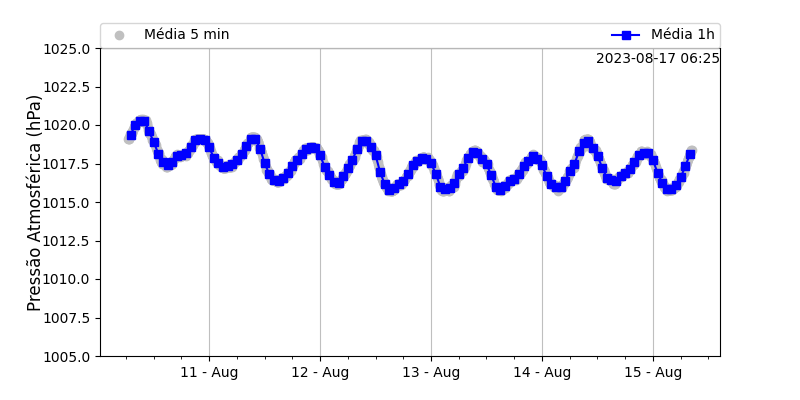 Média 5 min
Média 1h
2023-08-17 06:25
Pressão Atmosférica (hPa)
1025.0
1022.5
1020.0
1017.5
1015.0
1012.5
1010.0
1007.5
1005.0
11 - Aug
12 - Aug
13 - Aug
14 - Aug
15 - Aug